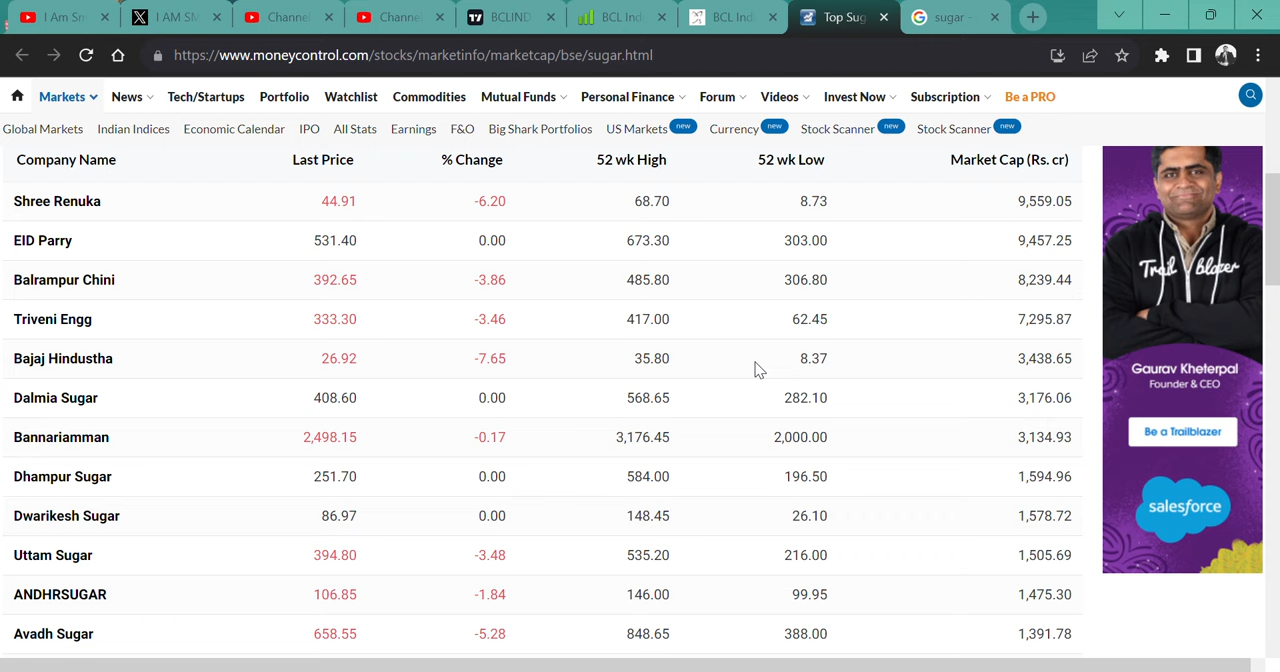 I Am Sm
I AM SM
Channel
Channel
BCLIND
BCL Ind
BCL Ind
Top Sug
sugar -
https://www.moneycontrol.com/stocks/marketinfo/marketcap/bse/sugar.html
Markets News Tech/Startups Portfolio Watchlist Commodities Mutual Funds Personal Finance Forum Videos Invest Now Subscription Be a PRO
Global Markets Indian Indices Economic Calendar IPO All Stats Earnings F&O Big Shark Portfolios US Markets new Currency new Stock Scanner new Stock Scanner new
Company Name Last Price % Change 52 wk High 52 wk Low Market Cap (Rs. cr)
Shree Renuka 44.91 -6.20 68.70 8.73 9,559.05
EID Parry 531.40 0.00 673.30 303.00 9,457.25
Balrampur Chini 392.65 -3.86 485.80 306.80 8,239.44
Triveni Engg 333.30 -3.46 417.00 62.45 7,295.87
Bajaj Hindustha 26.92 -7.65 35.80 8.37 3,438.65
Dalmia Sugar 408.60 0.00 568.65 282.10 3,176.06
Bannariamman 2,498.15 -0.17 3,176.45 2,000.00 3,134.93
Dhampur Sugar 251.70 0.00 584.00 196.50 1,594.96
Dwarikesh Sugar 86.97 0.00 148.45 26.10 1,578.72
Uttam Sugar 394.80 -3.48 535.20 216.00 1,505.69
ANDHRSUGAR 106.85 -1.84 146.00 99.95 1,475.30
Avadh Sugar 658.55 -5.28 848.65 388.00 1,391.78
Trail blazer
Gaurav Kheterpal
Founder & CEO
Be a Trailblazer
salesforce